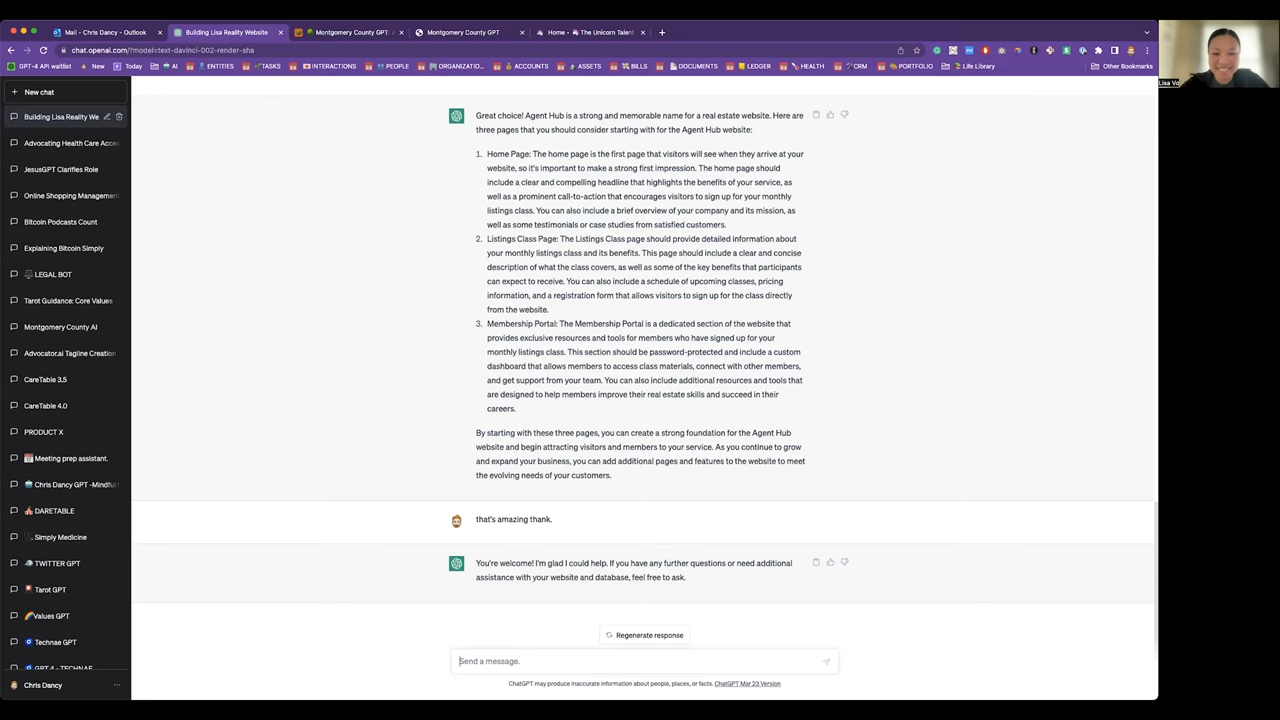 Mail - Chris Dancy - Outlook
Building Lisa Reality Website
Montgomery County GPT: A
Montgomery County GPT
Home - 🦄 The Unicorn Talent
chat.openai.com/?model=text-davinci-002-render-sha
GPT-4 API waitlist
New
Today
AI
ENTITIES
TASKS
INTERACTIONS
PEOPLE
ORGANIZATIO...
ACCOUNTS
ASSETS
BILLS
DOCUMENTS
LEDGER
HEALTH
CRM
PORTFOLIO
Life Library
Other Bookmarks
Lisa Vo
New chat
Building Lisa Reality We
Advocating Health Care Acces
JesusGPT Clarifies Role
Online Shopping Management
Bitcoin Podcasts Count
Explaining Bitcoin Simply
LEGAL BOT
Tarot Guidance: Core Values
Montgomery County AI
Advocator.ai Tagline Creation
CareTable 3.5
CareTable 4.0
PRODUCT X
Meeting prep assistant.
Chris Dancy GPT -Mindful
DARETABLE
Simply Medicine
TWITTER GPT
Tarot GPT
Values GPT
Technae GPT
GPT 4 - TECHNAE
Chris Dancy
Great choice! Agent Hub is a strong and memorable name for a real estate website. Here are
three pages that you should consider starting with for the Agent Hub website:
1. Home Page: The home page is the first page that visitors will see when they arrive at your
website, so it's important to make a strong first impression. The home page should
include a clear and compelling headline that highlights the benefits of your service, as
well as a prominent call-to-action that encourages visitors to sign up for your monthly
listings class. You can also include a brief overview of your company and its mission, as
well as some testimonials or case studies from satisfied customers.
2. Listings Class Page: The Listings Class page should provide detailed information about
your monthly listings class and its benefits. This page should include a clear and concise
description of what the class covers, as well as some of the key benefits that participants
can expect to receive. You can also include a schedule of upcoming classes, pricing
information, and a registration form that allows visitors to sign up for the class directly
from the website.
3. Membership Portal: The Membership Portal is a dedicated section of the website that
provides exclusive resources and tools for members who have signed up for your
monthly listings class. This section should be password-protected and include a custom
dashboard that allows members to access class materials, connect with other members,
and get support from your team. You can also include additional resources and tools that
are designed to help members improve their real estate skills and succeed in their
careers.
By starting with these three pages, you can create a strong foundation for the Agent Hub
website and begin attracting visitors and members to your service. As you continue to grow
and expand your business, you can add additional pages and features to the website to meet
the evolving needs of your customers.
that's amazing thank.
You're welcome! I'm glad I could help. If you have any further questions or need additional
assistance with your website and database, feel free to ask.
Regenerate response
Send a message.
ChatGPT may produce inaccurate information about people, places, or facts. ChatGPT Mar 23 Version